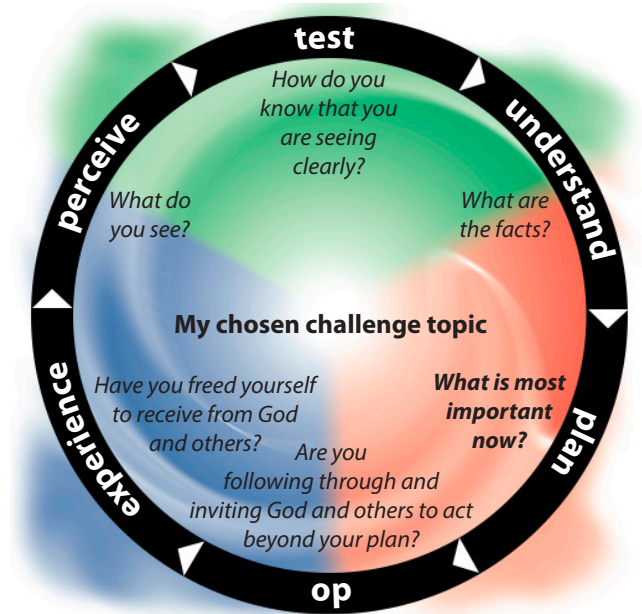 test
How do you
know that you
are seeing
clearly?
understand
What are
the facts?
perceive
What do
you see?
My chosen challenge topic
plan
What is most
important
now?
experience
Have you freed yourself
to receive from God
and others?
Are you
following through and
inviting God and others to act
beyond your plan?
do